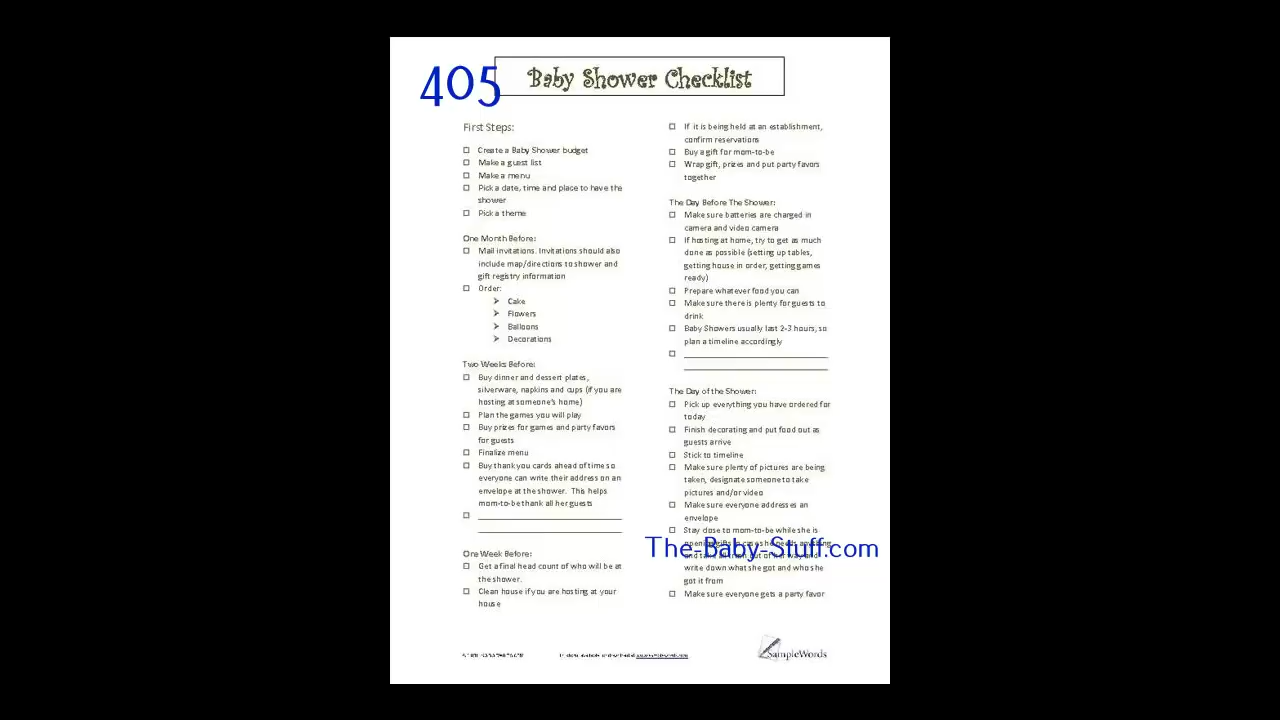 405
Baby Shower Checklist
First Steps:
☐ Create a Baby Shower budget
☐ Make a guest list
☐ Make a menu
☐ Pick a date, time and place to have the
shower
☐ Pick a theme
One Month Before:
☐ Mail invitations. Invitations should also
include map/directions to shower and
gift registry information
☐ Order:
➢ Cake
➢ Flowers
➢ Balloons
➢ Decorations
Two Weeks Before:
☐ Buy dinner and dessert plates,
silverware, napkins and cups (if you are
hosting at someone's home)
☐ Plan the games you will play
☐ Buy prizes for games and party favors
for guests
☐ Finalize menu
☐ Buy thank you cards ahead of time so
everyone can write their address on an
envelope at the shower. This helps
mom-to-be thank all her guests
☐
One Week Before:
☐ Get a final head count of who will be at
the shower.
☐ Clean house if you are hosting at your
house
☐ If it is being held at an establishment,
confirm reservations
☐ Buy a gift for mom-to-be
☐ Wrap gift, prizes and put party favors
together
The Day Before The Shower:
☐ Make sure batteries are charged in
camera and video camera
☐ If hosting at home, try to get as much
done as possible (setting up tables,
getting house in order, getting games
ready)
☐ Prepare whatever food you can
☐ Make sure there is plenty for guests to
drink
☐ Baby Showers usually last 2-3 hours, so
plan a timeline accordingly
☐
The Day of the Shower:
☐ Pick up everything you have ordered for
today
☐ Finish decorating and put food out as
guests arrive
☐ Stick to timeline
☐ Make sure plenty of pictures are being
taken, designate someone to take
pictures and/or video
☐ Make sure everyone addresses an
envelope
☐ Stay close to mom-to-be while she is
The-Baby-Stuff.com
write down what she got and who she
got it from
☐ Make sure everyone gets a party favor
SampleWords